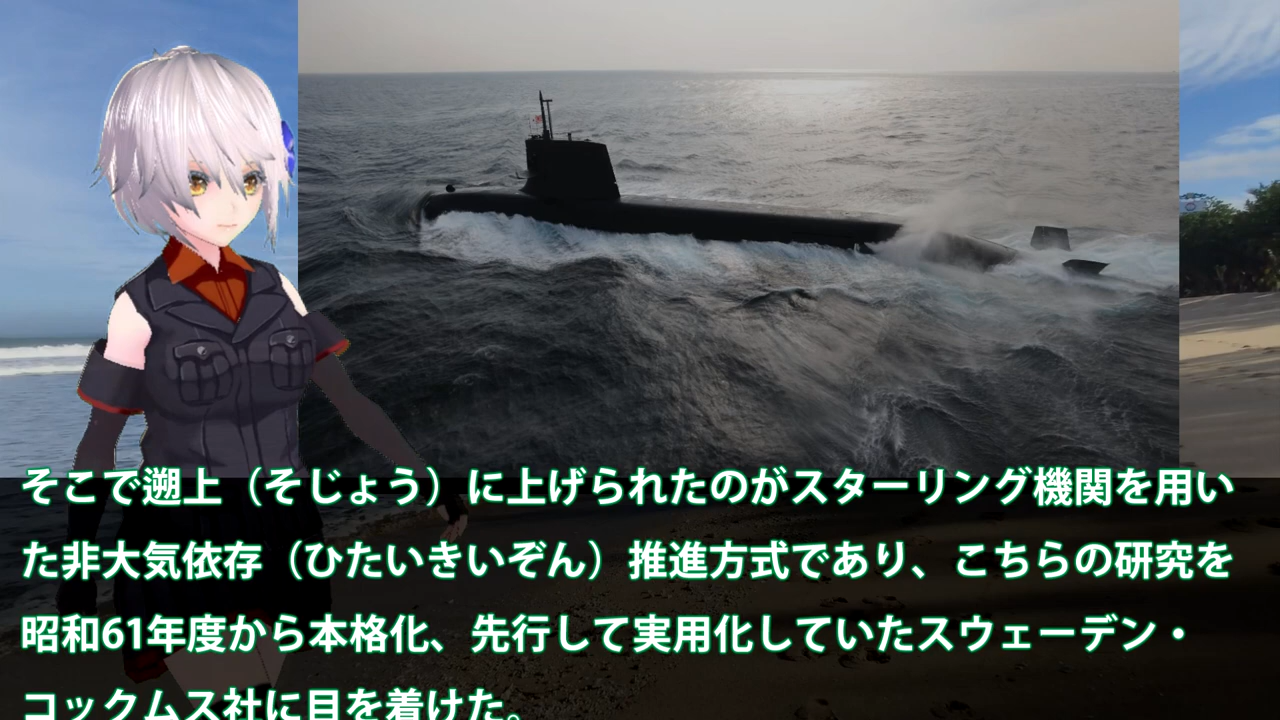 そこで遡上（そじょう）に上げられたのがスターリング機関を用い
た非大気依存（ひたいきいぞん）推進方式であり、こちらの研究を
昭和61年度から本格化、先行して実用化していたスウェーデン・
コックムス社に目を着けた。